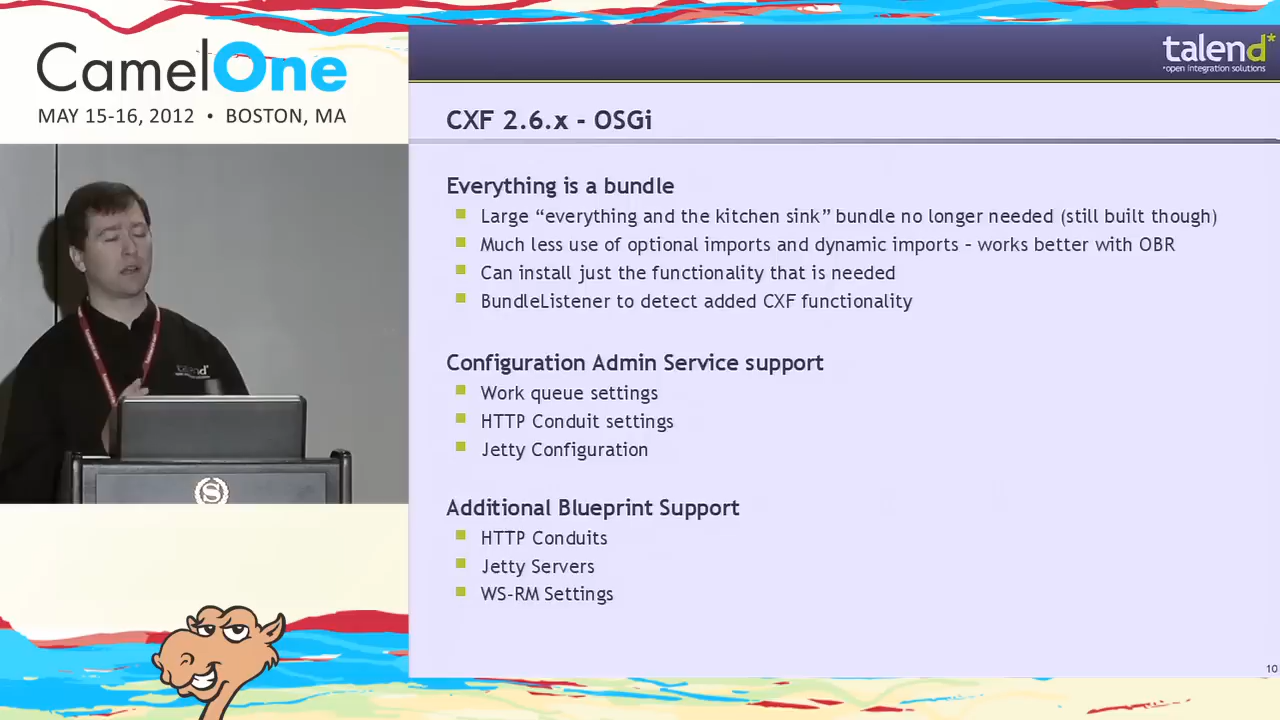 CamelOne
MAY 15-16, 2012 • BOSTON, MA
talend*
*open integration solutions
CXF 2.6.x - OSGi
Everything is a bundle
Large “everything and the kitchen sink” bundle no longer needed (still built though)
Much less use of optional imports and dynamic imports – works better with OBR
Can install just the functionality that is needed
BundleListener to detect added CXF functionality
Configuration Admin Service support
Work queue settings
HTTP Conduit settings
Jetty Configuration
Additional Blueprint Support
HTTP Conduits
Jetty Servers
WS-RM Settings
10
talend*
S